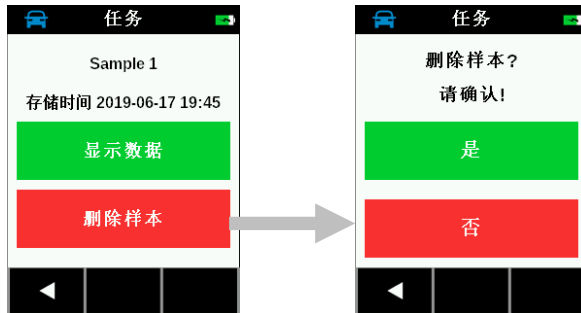 任务
Sample 1
存储时间 2019-06-17 19:45
显示数据
删除样本
任务
删除样本?
请确认!
是
否